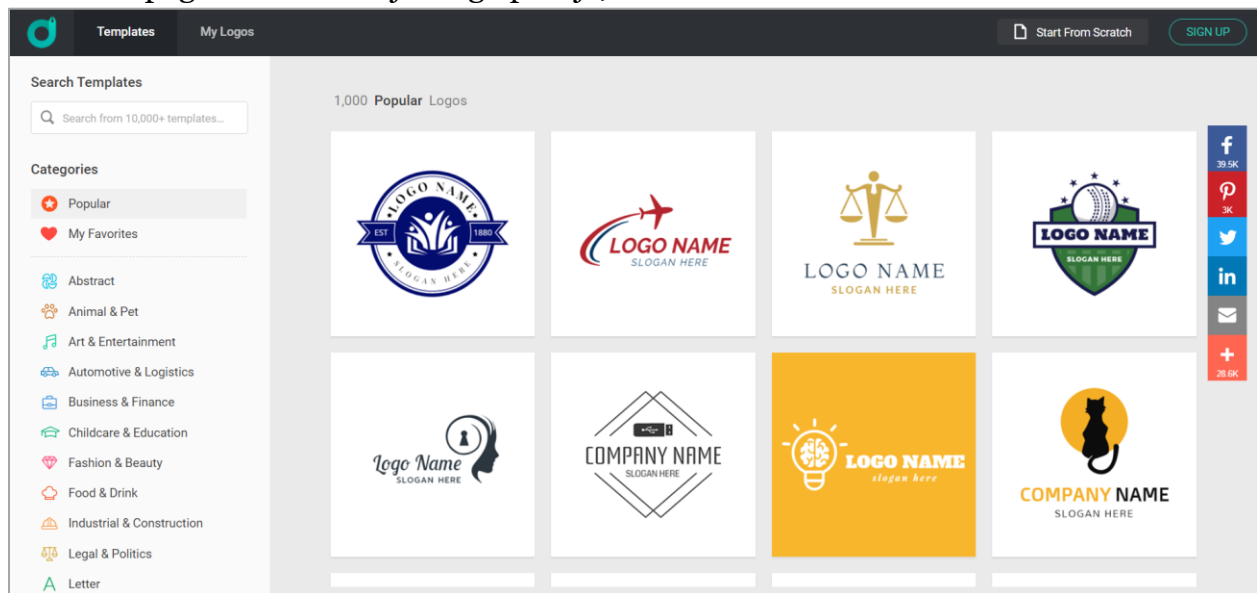 Templates
My Logos
Start From Scratch
SIGN UP
Search Templates
Search from 10,000+ templates...
Categories
Popular
My Favorites
Abstract
Animal & Pet
Art & Entertainment
Automotive & Logistics
Business & Finance
Childcare & Education
Fashion & Beauty
Food & Drink
Industrial & Construction
Legal & Politics
Letter
1,000 Popular Logos
LOGO NAME
EST
1880
SLOGAN HERE
LOGO NAME
SLOGAN HERE
LOGO NAME
SLOGAN HERE
LOGO NAME
SLOGAN HERE
Logo Name
SLOGAN HERE
COMPANY NAME
SLOGAN HERE
LOGO NAME
slogan here
COMPANY NAME
SLOGAN HERE
39.5K
3K
in
28.6K